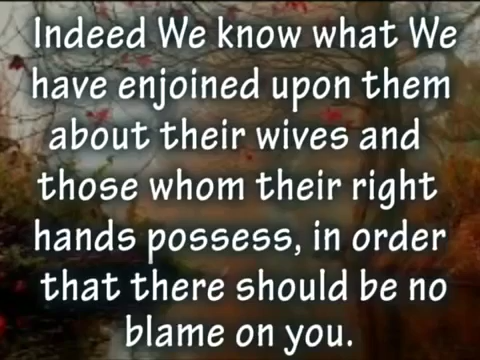 Indeed We know what We
have enjoined upon them
about their wives and
those whom their right
hands possess, in order
that there should be no
blame on you.